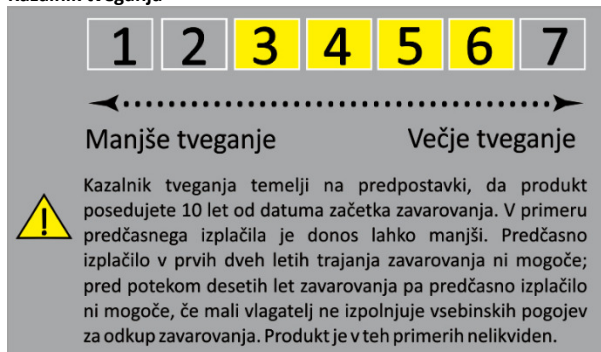 Kazalnik tveganja
1 2 3 4 5 6 7
Manjše tveganje Večje tveganje
Kazalnik tveganja temelji na predpostavki, da produkt
posedujete 10 let od datuma začetka zavarovanja. V primeru
predčasnega izplačila je donos lahko manjši. Predčasno
izplačilo v prvih dveh letih trajanja zavarovanja ni mogoče;
pred potekom desetih let zavarovanja pa predčasno izplačilo
ni mogoče, če mali vlagatelj ne izpolnjuje vsebinskih pogojev
za odkup zavarovanja. Produkt je v teh primerih nelikviden.